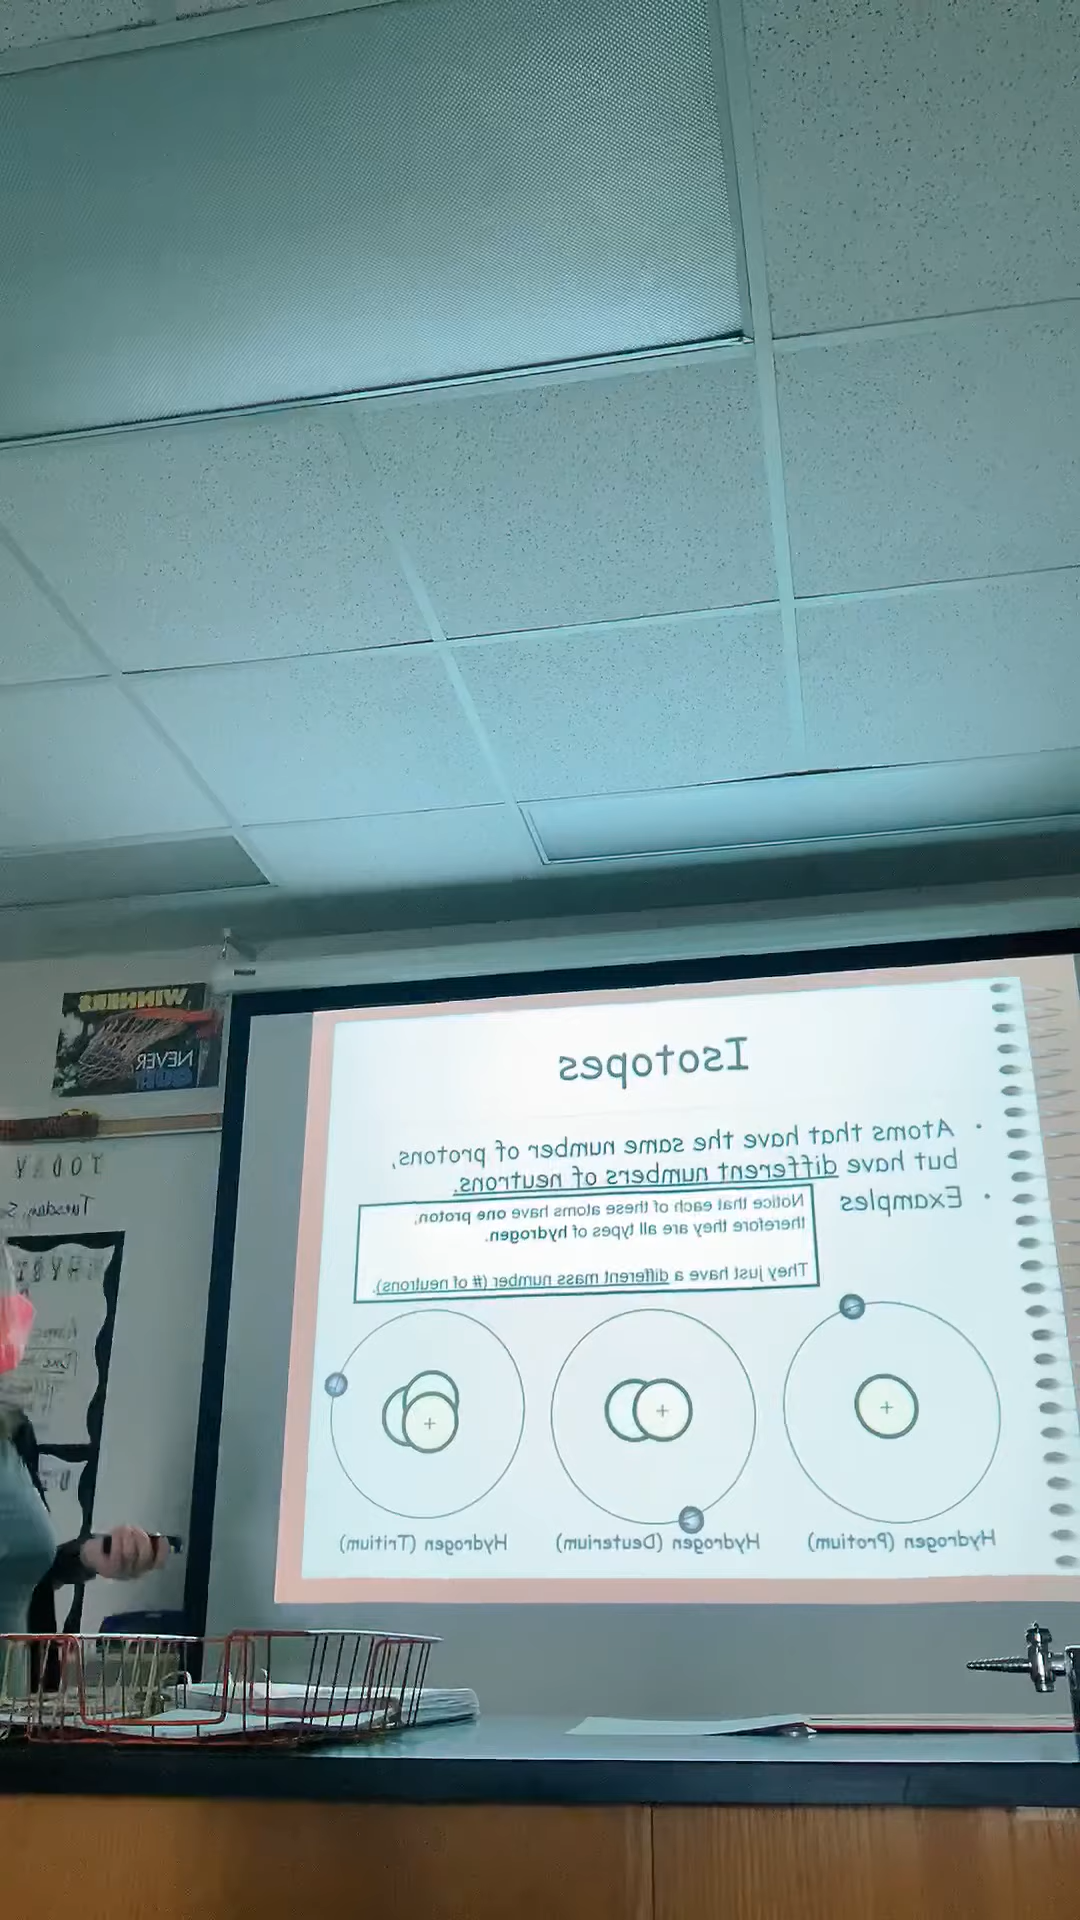 WINNERS
NEVER
QUIT
TODAY
Tuesday, S
Isotopes
• Atoms that have the same number of protons,
but have different numbers of neutrons.
• Examples
Notice that each of these atoms have one proton,
therefore they are all types of hydrogen.
They just have a different mass number (# of neutrons).
+
+
+
Hydrogen (Protium)
Hydrogen (Deuterium)
Hydrogen (Tritium)